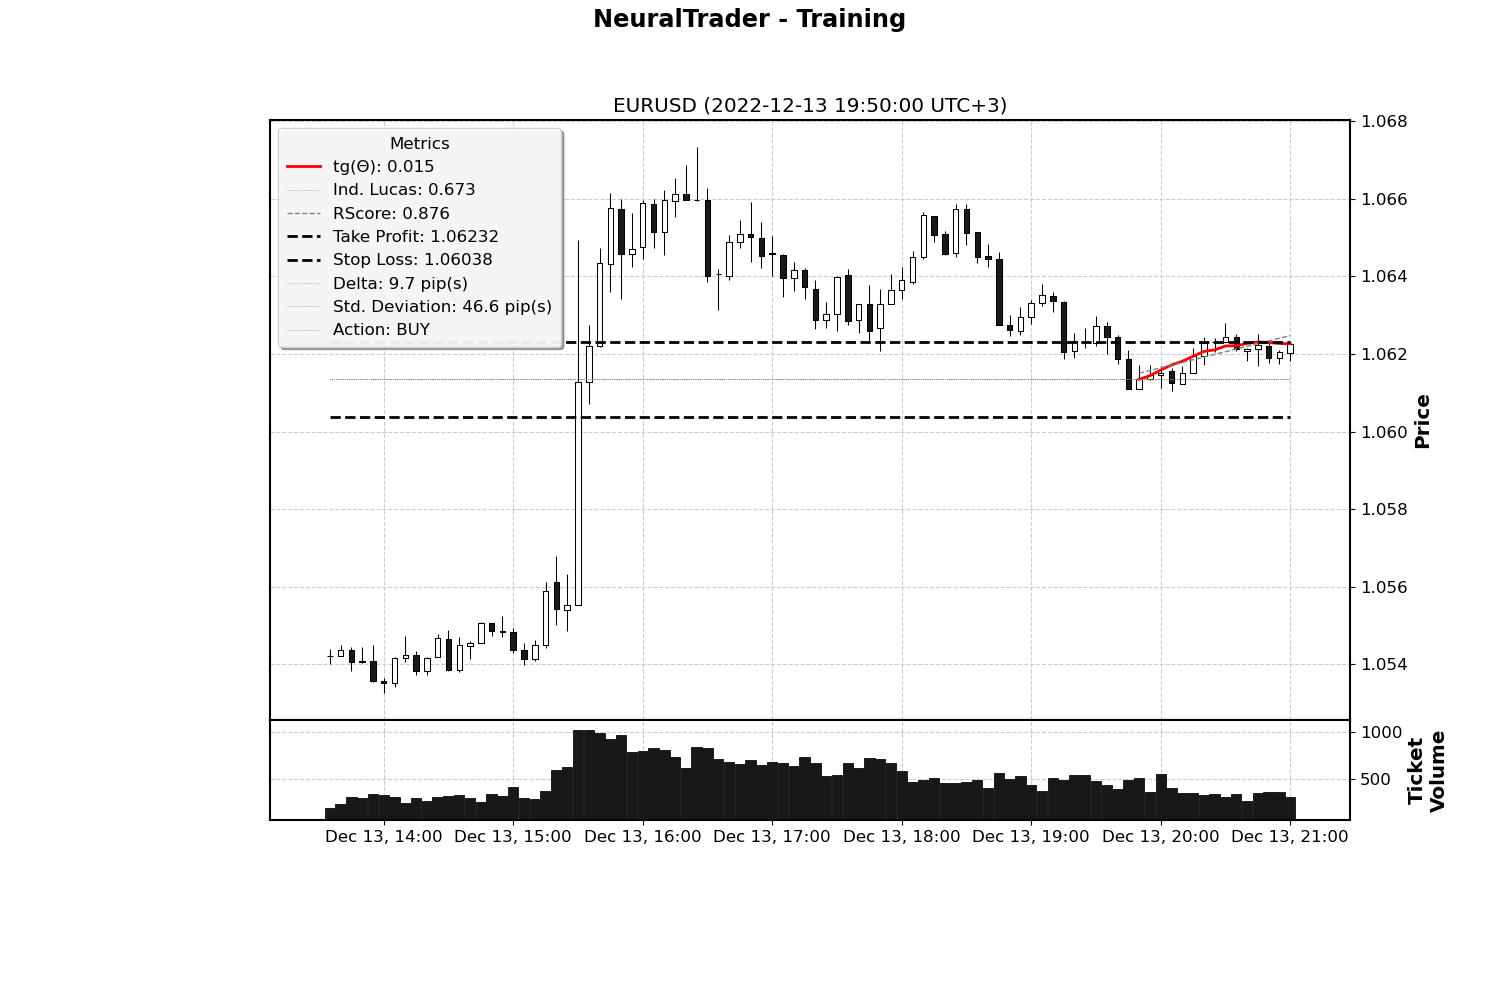 NeuralTrader - Training
EURUSD (2022-12-13 19:50:00 UTC+3)
Metrics
tg(Θ): 0.015
Ind. Lucas: 0.673
RScore: 0.876
Take Profit: 1.06232
Stop Loss: 1.06038
Delta: 9.7 pip(s)
Std. Deviation: 46.6 pip(s)
Action: BUY
1.068
1.066
1.064
1.062
1.060
1.058
1.056
1.054
Price
1000
500
Ticket
Volume
Dec 13, 14:00
Dec 13, 15:00
Dec 13, 16:00
Dec 13, 17:00
Dec 13, 18:00
Dec 13, 19:00
Dec 13, 20:00
Dec 13, 21:00